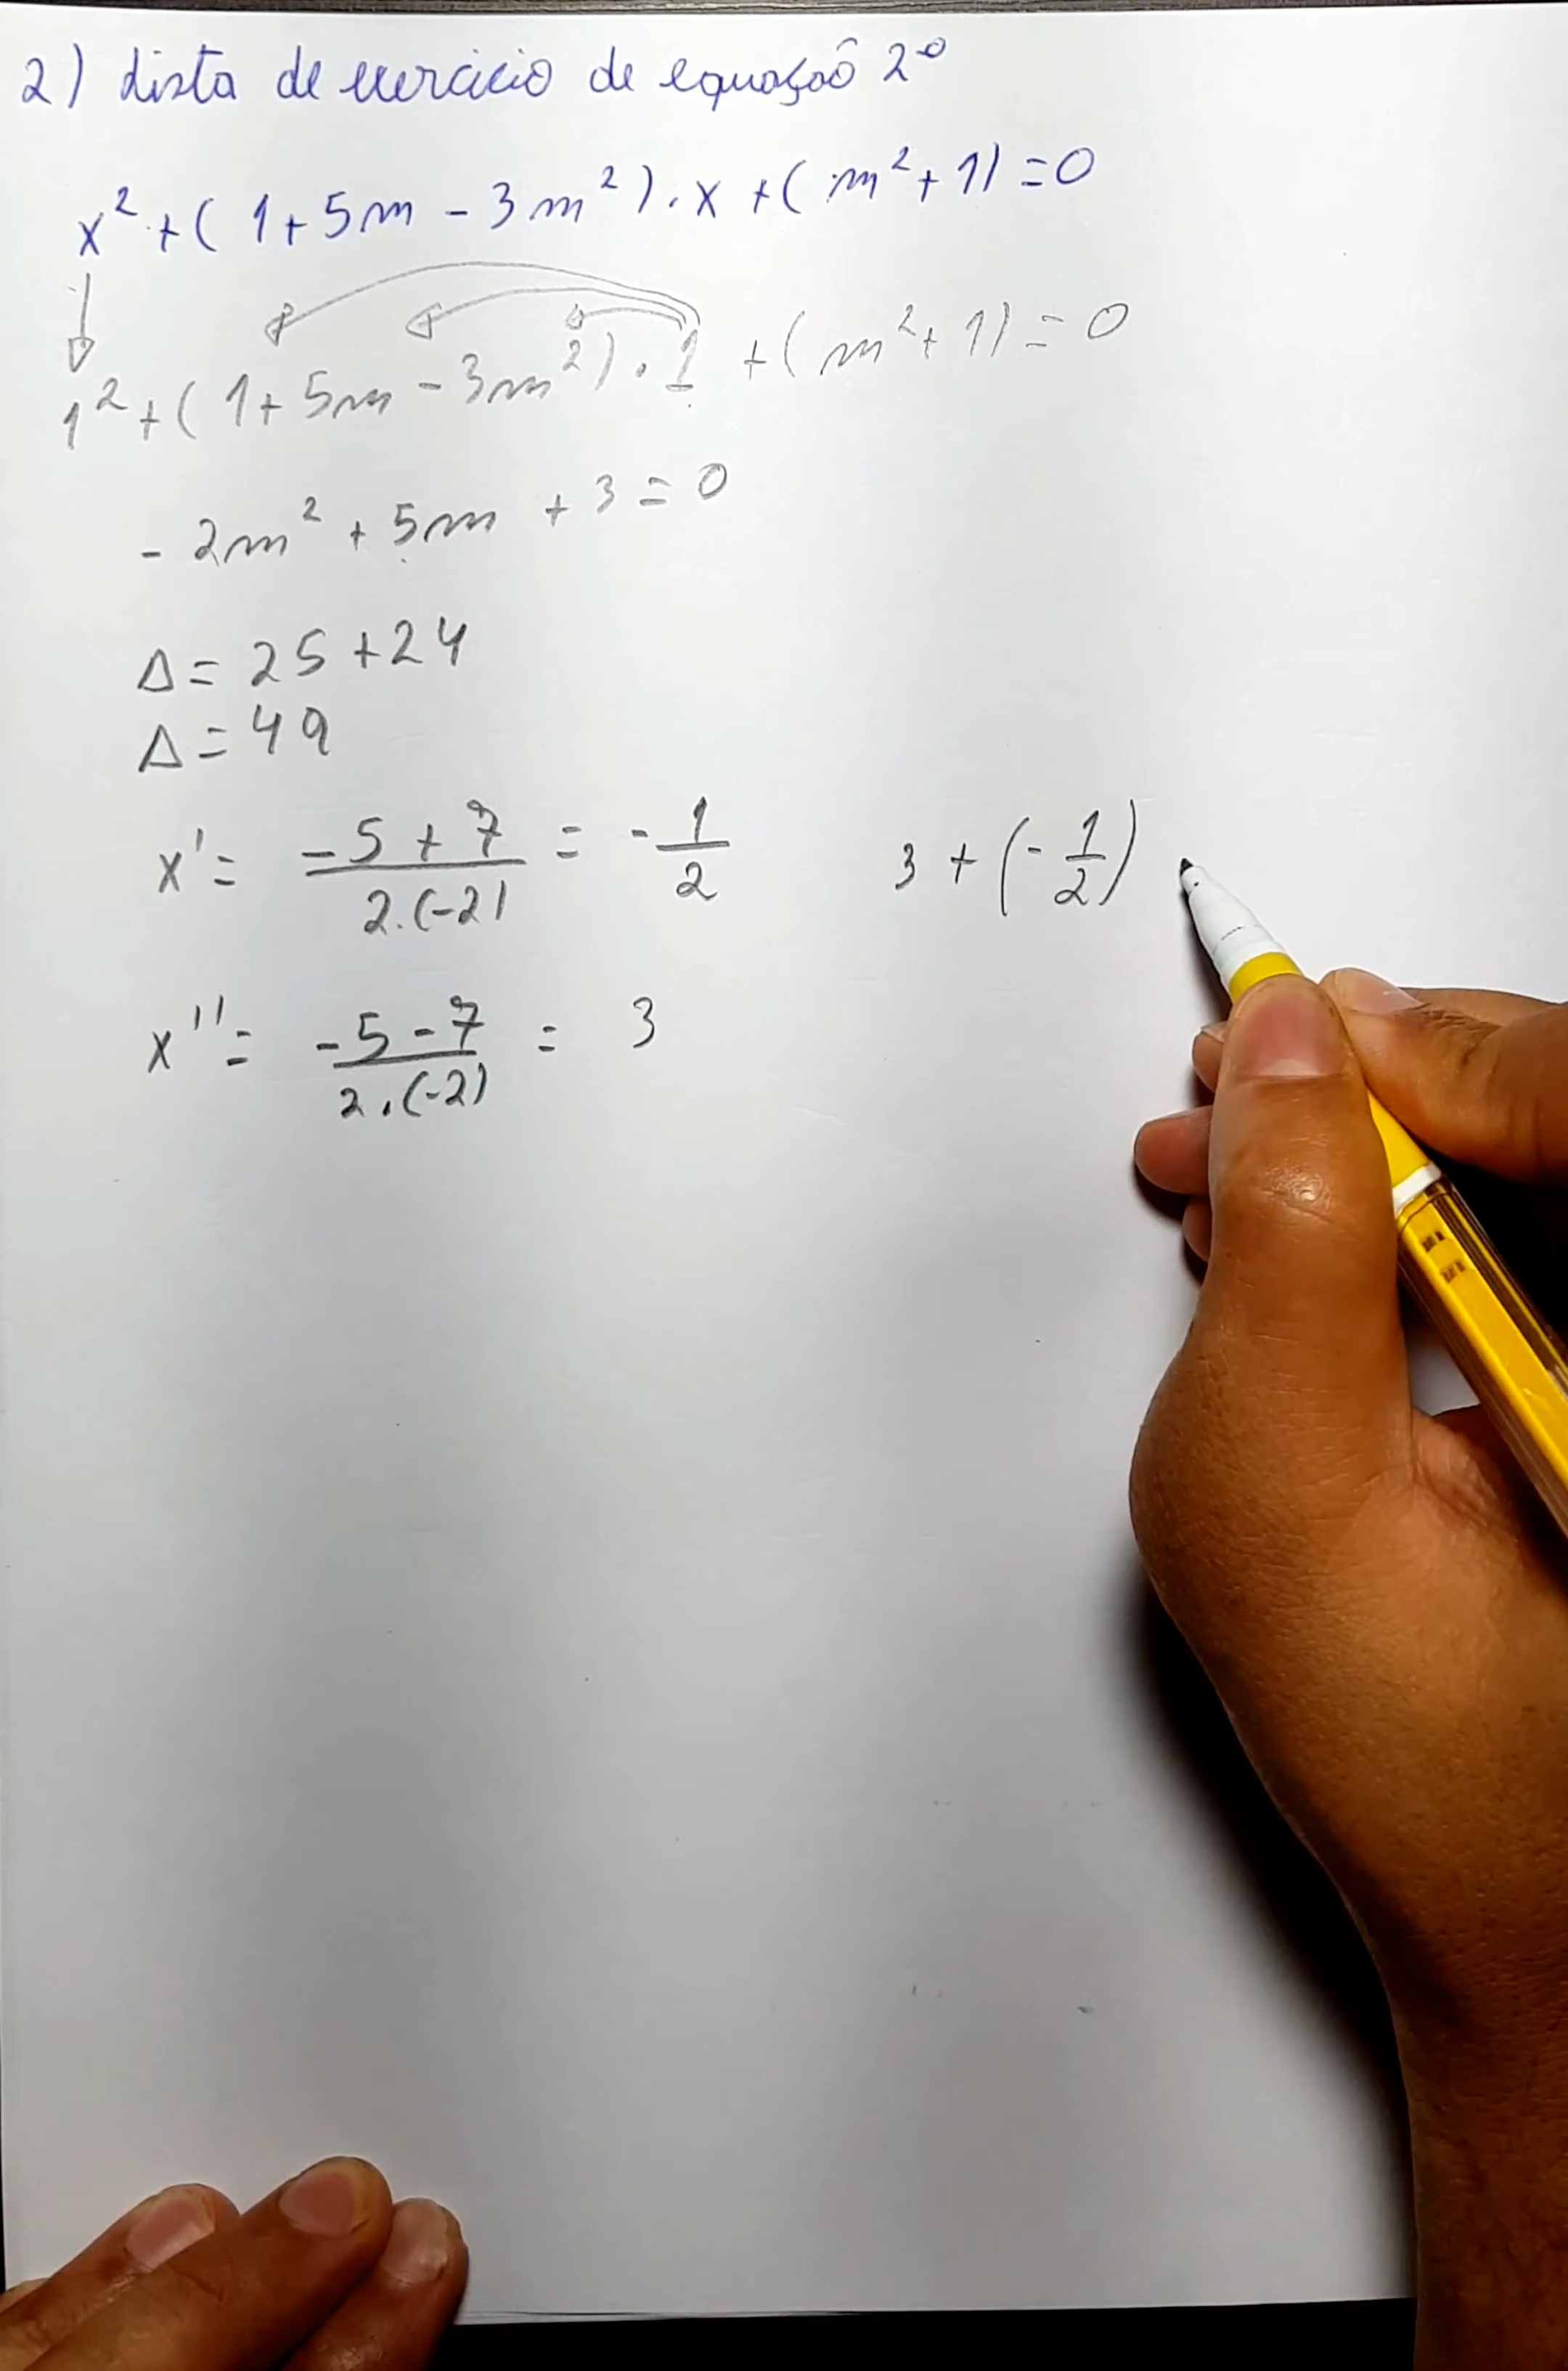 2) Lista de exercício de equação 2º
x² + ( 1 + 5m - 3m² ) . x + ( m² + 1 ) = 0
1² + ( 1 + 5m - 3m² ) . 1 + ( m² + 1 ) = 0
- 2m² + 5m + 3 = 0
Δ = 25 + 24
Δ = 49
x' = -5 + 7 / 2.(-2) = - 1/2
3 + (- 1/2)
x'' = -5 - 7 / 2.(-2) = 3